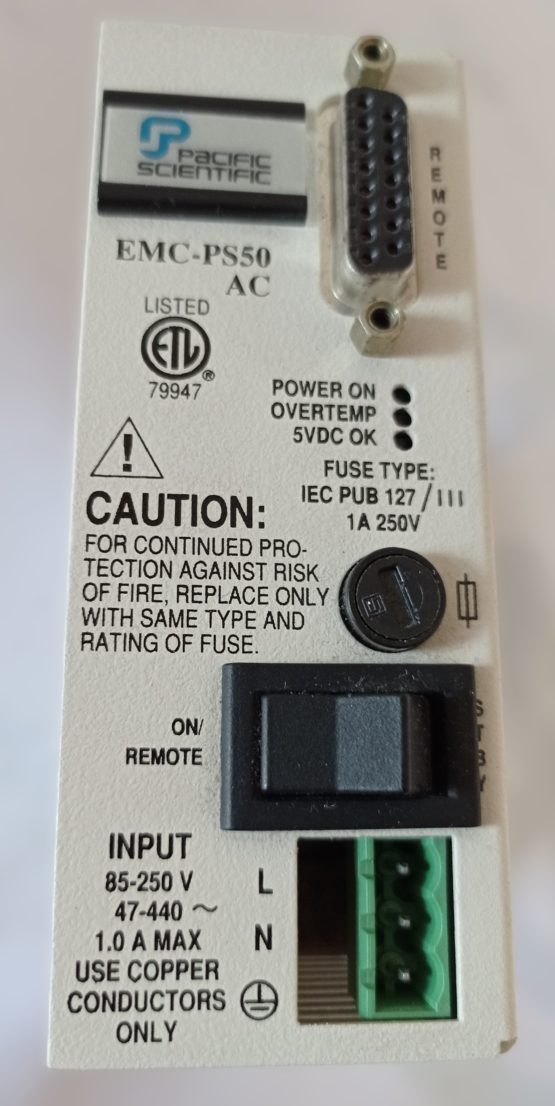 PACIFIC
SCIENTIFIC
REMOTE
EMC-PS50
AC
LISTED
ETL
®
79947
POWER ON
OVERTEMP
5VDC OK
FUSE TYPE:
IEC PUB 127 / III
1A 250V
CAUTION:
FOR CONTINUED PRO-
TECTION AGAINST RISK
OF FIRE, REPLACE ONLY
WITH SAME TYPE AND
RATING OF FUSE.
ON/
REMOTE
STBY
INPUT
85-250 V
47-440 ~
1.0 A MAX
USE COPPER
CONDUCTORS
ONLY
L
N